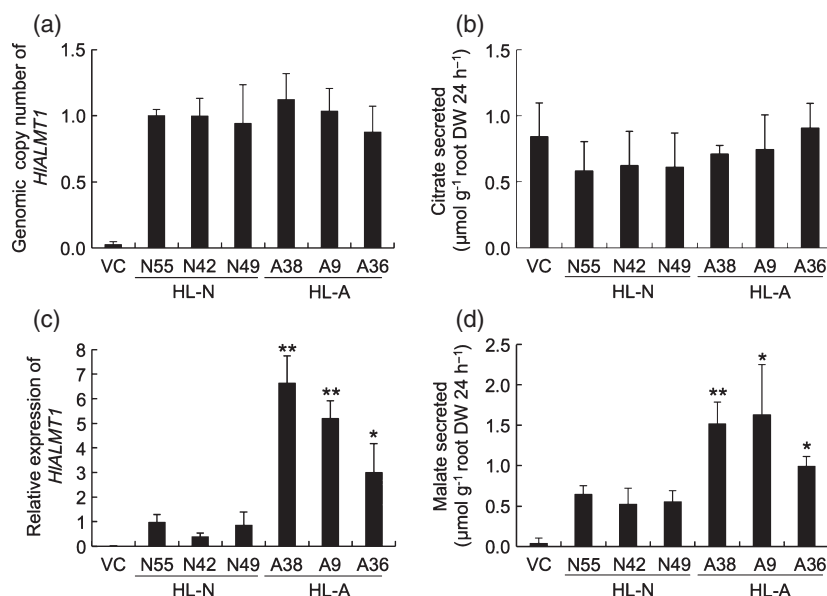 (a)
Genomic copy number of
HlALMT1
1.5
1.0
0.5
0.0
VC N55 N42 N49 A38 A9 A36
HL-N HL-A
(b)
Citrate secreted
(μmol g⁻¹ root DW 24 h⁻¹)
1.5
1.0
0.5
0.0
VC N55 N42 N49 A38 A9 A36
HL-N HL-A
(c)
Relative expression of
HlALMT1
8
7
6
5
4
3
2
1
0
** ** *
VC N55 N42 N49 A38 A9 A36
HL-N HL-A
(d)
Malate secreted
(μmol g⁻¹ root DW 24 h⁻¹)
2.5
2.0
1.5
1.0
0.5
0.0
** * *
VC N55 N42 N49 A38 A9 A36
HL-N HL-A